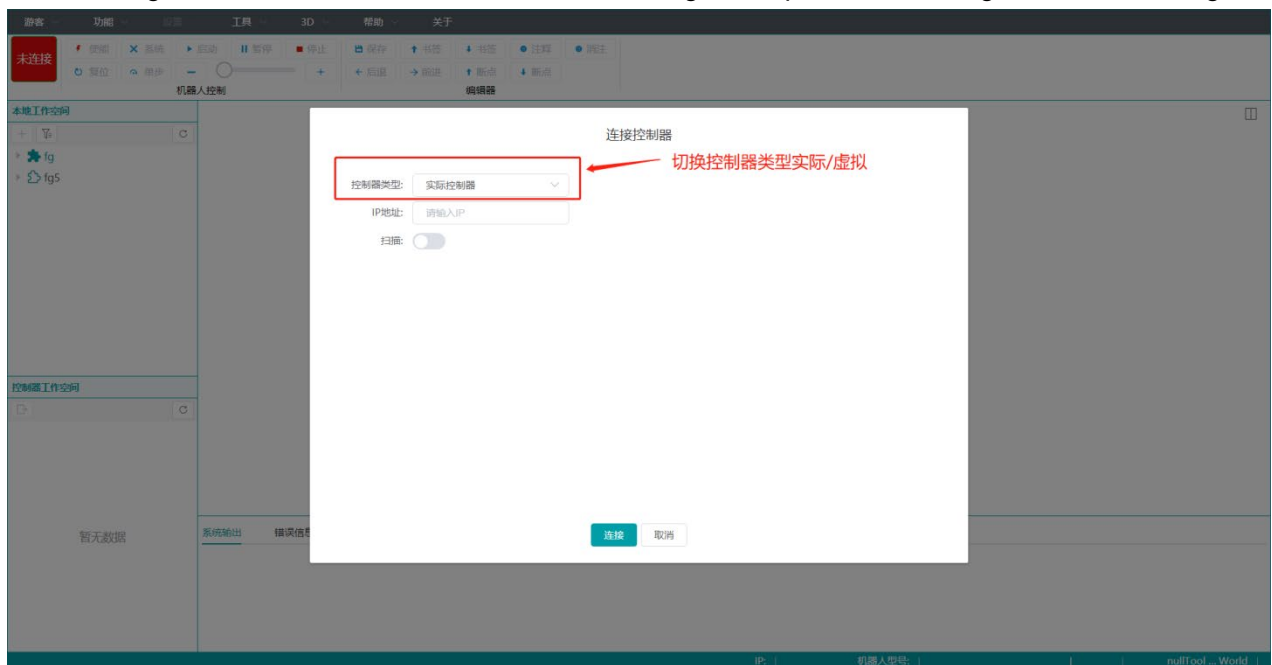 游客 功能 设置 工具 3D 帮助 关于
未连接
使能 系统 启动 暂停 停止 保存 书签 书签 注释
复位 单步 后退 前进 断点 断点
机器人控制 编辑器
本地工作空间
连接控制器
fg
切换控制器类型实际/虚拟
fg5
控制器类型: 实际控制器
IP地址: 请输入IP
扫描:
控制器工作空间
暂无数据
系统输出 错误信息
连接 取消
IP: | 机器人型号: | | | nullTool ... World |